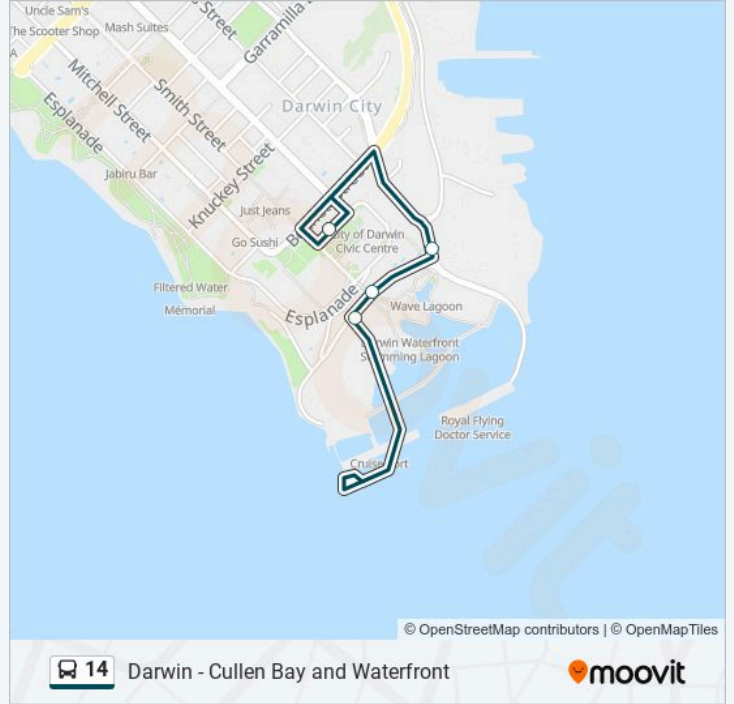 Uncle Sam's
The Scooter Shop
Mash Suites
Street
Garramilla
A
Mitchell Street
Smith Street
Darwin City
Esplanade
Jabiru Bar
Knuckey Street
Just Jeans
Go Sushi
City of Darwin
Civic Centre
Filtered Water
Memorial
Esplanade
Wave Lagoon
Darwin Waterfront
Swimming Lagoon
Royal Flying
Doctor Service
© OpenStreetMap contributors | © OpenMapTiles
14 Darwin - Cullen Bay and Waterfront
moovit